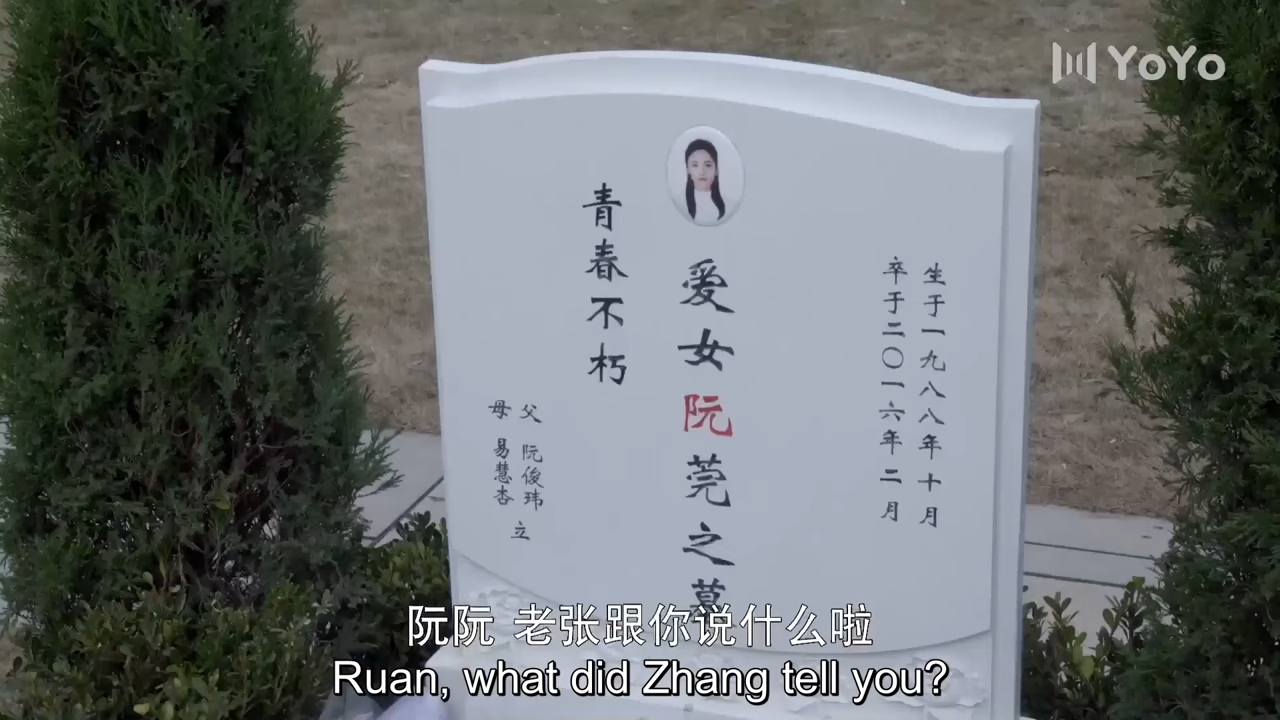 YoYo
生于一九八八年十月
卒于二〇一六年二月
爱女阮莞之墓
青春不朽
父 阮俊玮
母 易慧杏
立
阮阮 老张跟你说什么啦
Ruan, what did Zhang tell you?